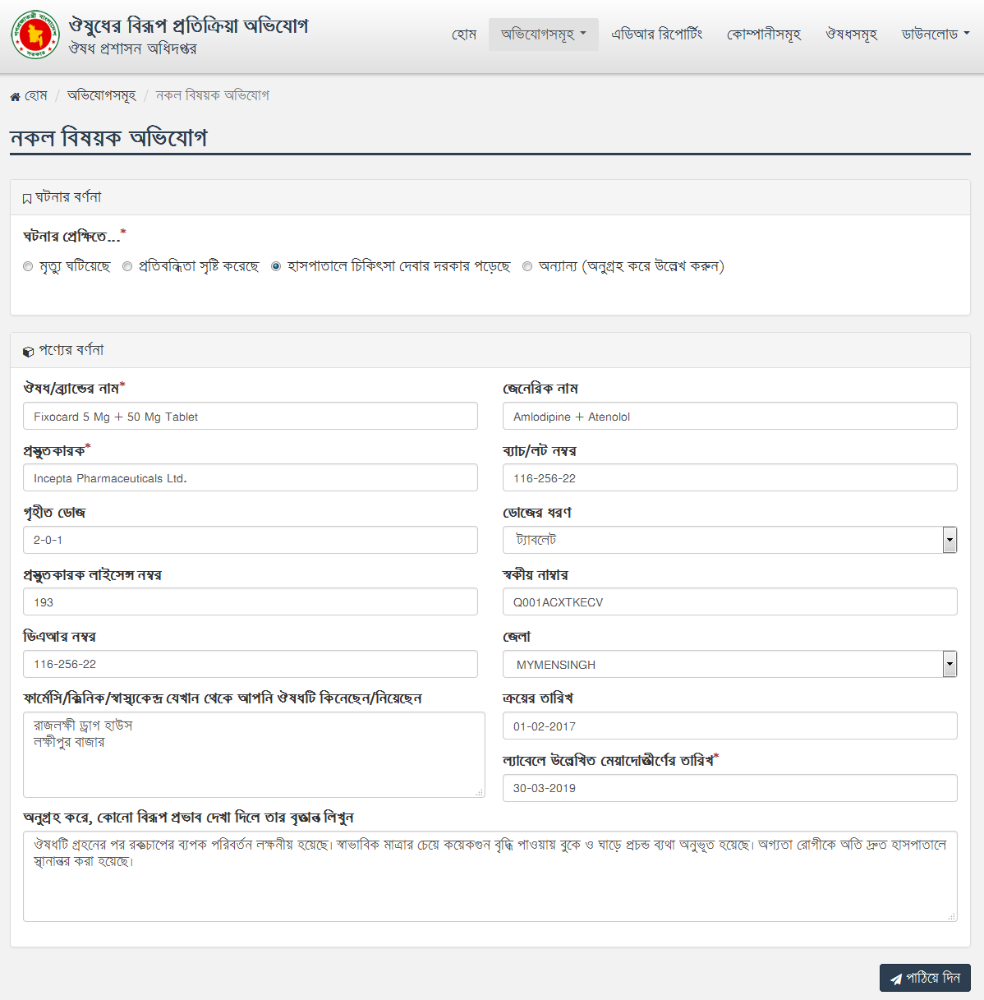 ঔষুধের বিরূপ প্রতিক্রিয়া অভিযোগ
ঔষধ প্রশাসন অধিদপ্তর
হোম অভিযোগসমূহ এডিআর রিপোর্টিং কোম্পানীসমূহ ঔষধসমূহ ডাউনলোড
হোম / অভিযোগসমূহ / নকল বিষয়ক অভিযোগ
নকল বিষয়ক অভিযোগ
ঘটনার বর্ণনা
ঘটনার প্রেক্ষিতে...*
মৃত্যু ঘটিয়েছে প্রতিবন্ধিতা সৃষ্টি করেছে হাসপাতালে চিকিৎসা দেবার দরকার পড়েছে অন্যান্য (অনুগ্রহ করে উল্লেখ করুন)
পণ্যের বর্ণনা
ঔষধ/ব্র্যান্ডের নাম* জেনেরিক নাম
Fixocard 5 Mg + 50 Mg Tablet Amlodipine + Atenolol
প্রস্তুতকারক* ব্যাচ/লট নম্বর
Incepta Pharmaceuticals Ltd. 116-256-22
গৃহীত ডোজ ডোজের ধরণ
2-0-1 ট্যাবলেট
প্রস্তুতকারক লাইসেন্স নম্বর স্বকীয় নাম্বার
193 Q001ACXTKECV
ডিএআর নম্বর জেলা
116-256-22 MYMENSINGH
ফার্মেসি/ক্লিনিক/স্বাস্থ্যকেন্দ্র যেখান থেকে আপনি ঔষধটি কিনেছেন/নিয়েছেন ক্রয়ের তারিখ
রাজলক্ষী ড্রাগ হাউস 01-02-2017
লক্ষীপুর বাজার
ল্যাবেলে উল্লেখিত মেয়াদোত্তীর্ণের তারিখ*
30-03-2019
অনুগ্রহ করে, কোনো বিরূপ প্রভাব দেখা দিলে তার বৃত্তান্ত লিখুন
ঔষধটি গ্রহনের পর রক্তচাপের ব্যপক পরিবর্তন লক্ষনীয় হয়েছে। স্বাভাবিক মাত্রার চেয়ে কয়েকগুন বৃদ্ধি পাওয়ায় বুকে ও ঘাড়ে প্রচন্ড ব্যথা অনুভূত হয়েছে। অগ্যতা রোগীকে অতি দ্রুত হাসপাতালে
স্থানান্তর করা হয়েছে।
পাঠিয়ে দিন